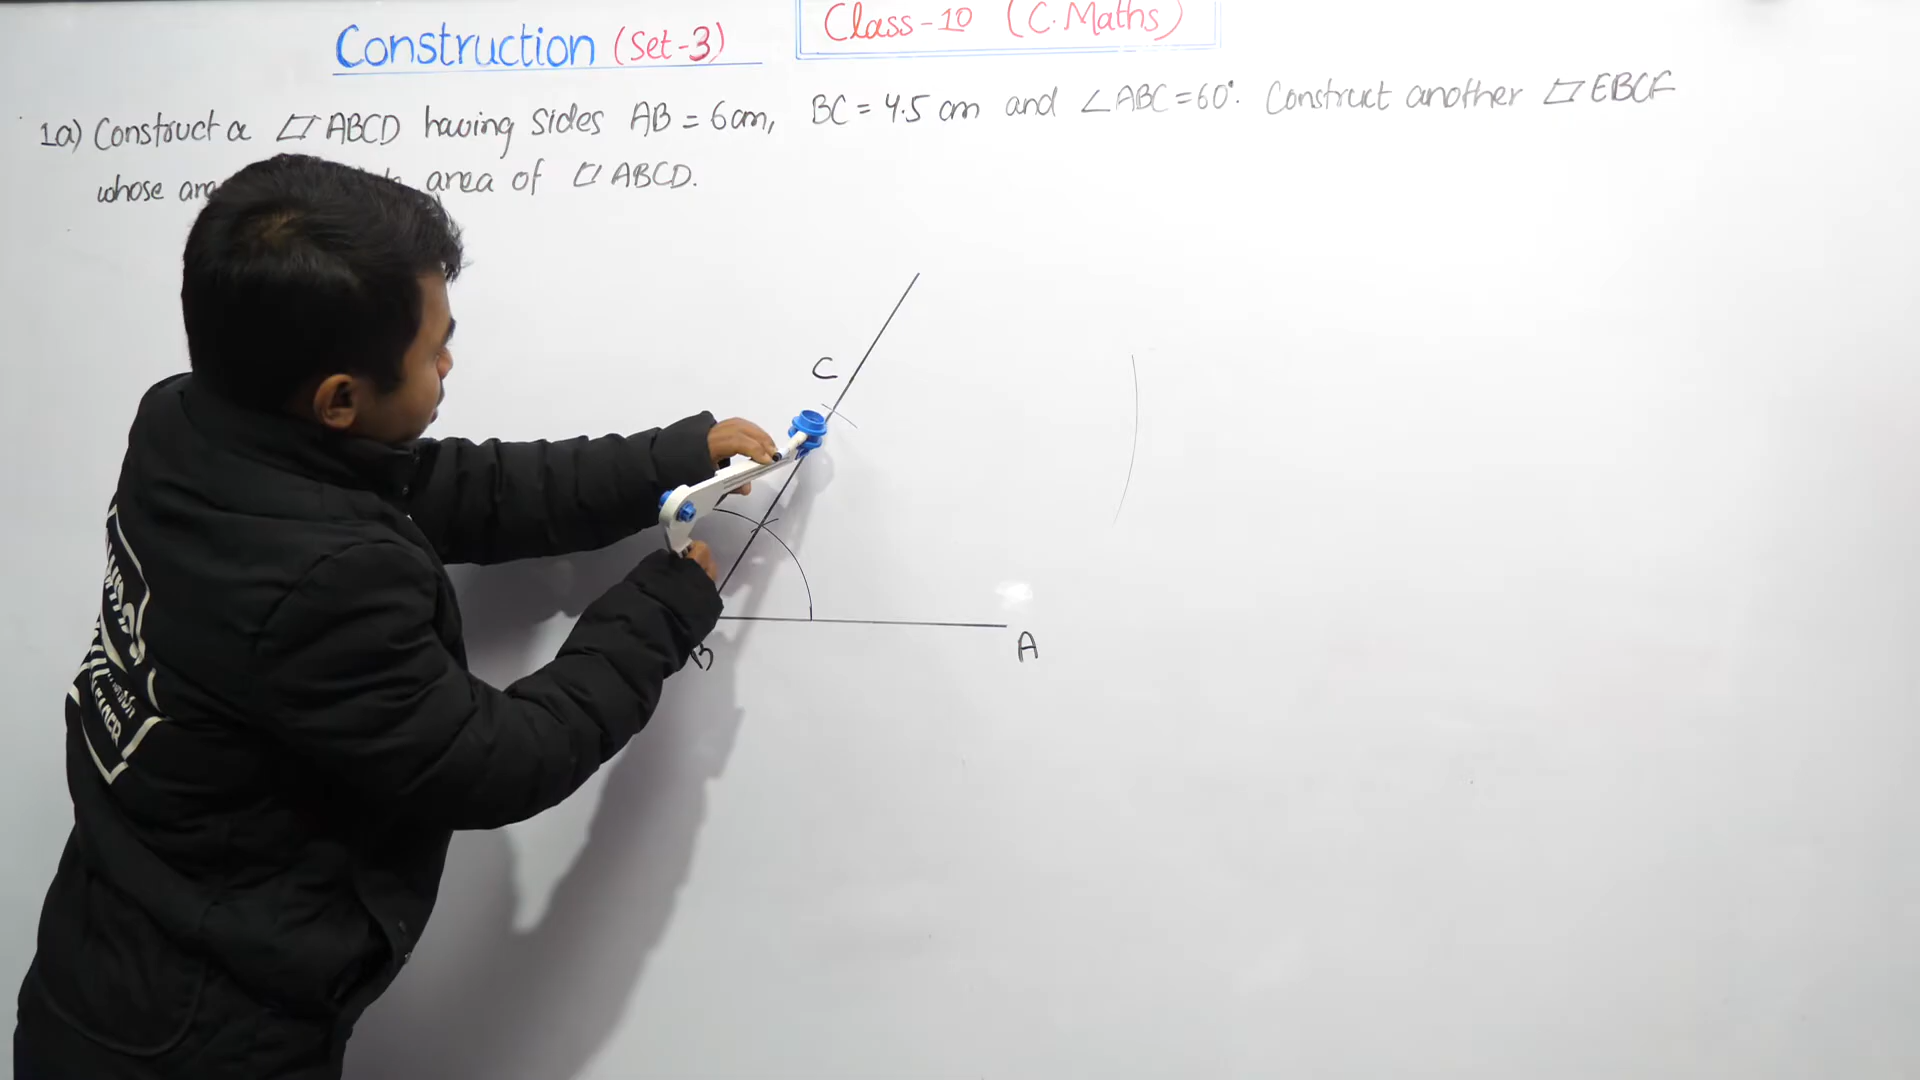 Construction (Set-3)
Class-10 (C.Maths)
1a) Construct a ▱ ABCD having sides AB = 6cm, BC = 4.5 cm and ∠ABC = 60°. Construct another ▱ EBCF
whose area of ▱ ABCD.
C
B
A